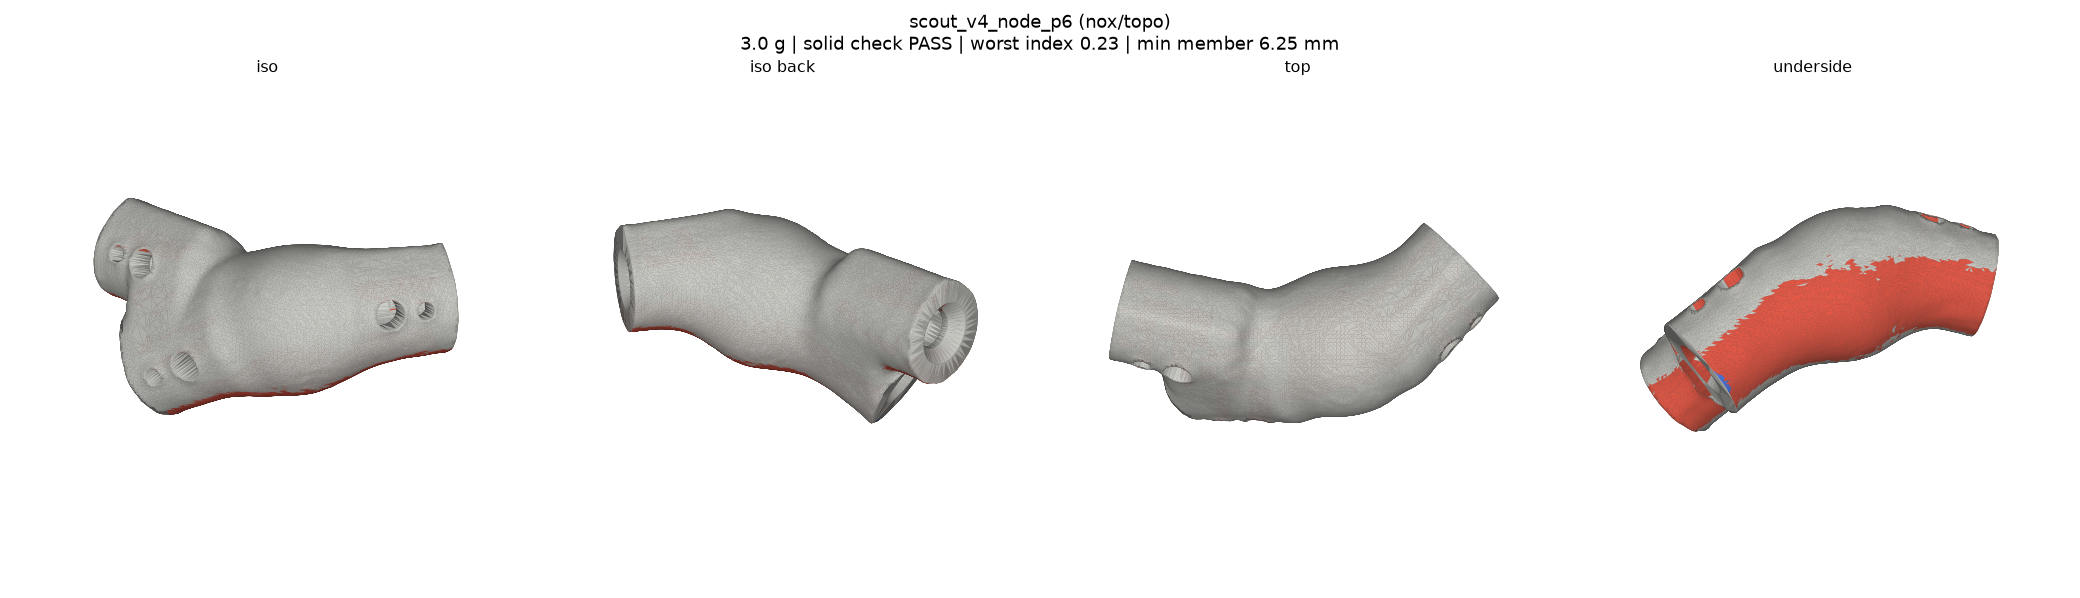 scout_v4_node_p6 (nox/topo)
3.0 g | solid check PASS | worst index 0.23 | min member 6.25 mm
iso
iso back
top
underside